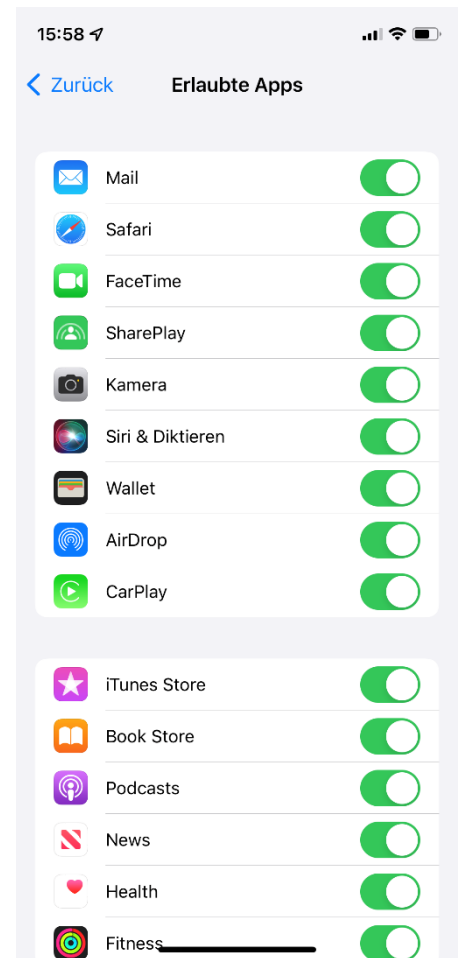 15:58
Zurück
Erlaubte Apps
Mail
Safari
FaceTime
SharePlay
Kamera
Siri & Diktieren
Wallet
AirDrop
CarPlay
iTunes Store
Book Store
Podcasts
News
Health
Fitness